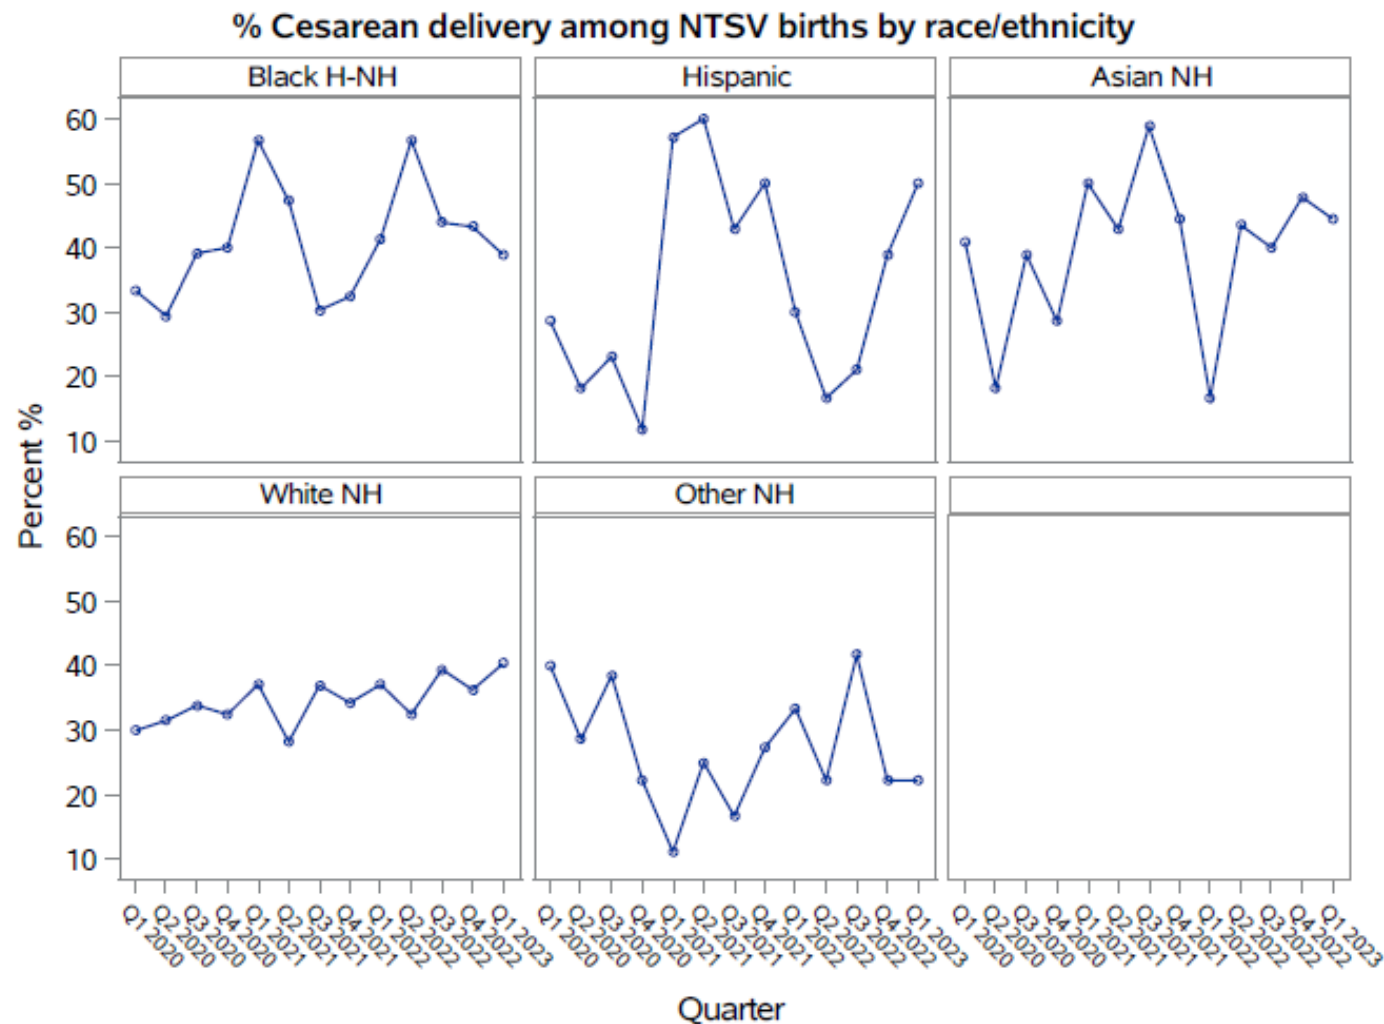 % Cesarean delivery among NTSV births by race/ethnicity
Black H-NH
Hispanic
Asian NH
60
50
40
30
20
10
Percent %
White NH
Other NH
60
50
40
30
20
10
Q1 2020
Q2 2020
Q3 2020
Q4 2020
Q1 2021
Q2 2021
Q3 2021
Q4 2021
Q1 2022
Q2 2022
Q3 2022
Q4 2022
Q1 2023
Q1 2020
Q2 2020
Q3 2020
Q4 2020
Q1 2021
Q2 2021
Q3 2021
Q4 2021
Q1 2022
Q2 2022
Q3 2022
Q4 2022
Q1 2023
Q1 2020
Q2 2020
Q3 2020
Q4 2020
Q1 2021
Q2 2021
Q3 2021
Q4 2021
Q1 2022
Q2 2022
Q3 2022
Q4 2022
Q1 2023
Quarter